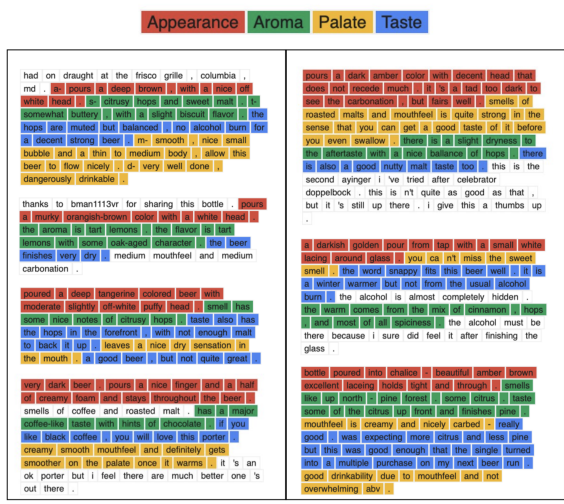 Appearance Aroma Palate Taste
had on draught at the frisco grille , columbia ,
md . a- pours a deep brown , with a nice off
white head . s- citrusy hops and sweet malt . t-
somewhat buttery , with a slight biscuit flavor . the
hops are muted but balanced , no alcohol burn for
a decent strong beer . m- smooth , nice small
bubble and a thin to medium body , allow this
beer to flow nicely . d- very well done ,
dangerously drinkable .
thanks to bman1113vr for sharing this bottle . pours
a murky orangish-brown color with a white head .
the aroma is tart lemons . the flavor is tart
lemons with some oak-aged character . the beer
finishes very dry . medium mouthfeel and medium
carbonation .
poured a deep tangerine colored beer with
moderate slightly off-white puffy head . smell has
some nice notes of citrusy hops . taste also has
the hops in the forefront , with not enough malt
to back it up . leaves a nice dry sensation in
the mouth . a good beer , but not quite great .
very dark beer . pours a nice finger and a half
of creamy foam and stays throughout the beer .
smells of coffee and roasted malt . has a major
coffee-like taste with hints of chocolate . if you
like black coffee , you will love this porter .
creamy smooth mouthfeel and definitely gets
smoother on the palate once it warms . it 's an
ok porter but i feel there are much better one 's
out there .
pours a dark amber color with decent head that
does not recede much . it 's a tad too dark to
see the carbonation , but fairs well . smells of
roasted malts and mouthfeel is quite strong in the
sense that you can get a good taste of it before
you even swallow . there is a slight dryness to
the aftertaste with a nice ballance of hops . there
is also a good nutty malt taste too . this is the
second ayinger i 've tried after celebrator
doppelbock . this is n't quite as good as that ,
but it 's still up there . i give this a thumbs up
.
a darkish golden pour from tap with a small white
lacing around glass . you ca n't miss the sweet
smell . the word snappy fits this beer well . it is
a winter warmer but not from the usual alcohol
burn . the alcohol is almost completely hidden .
the warm comes from the mix of cinnamon , hops
, and most of all spiciness . the alcohol must be
there because i sure did feel it after finishing the
glass .
bottle poured into chalice - beautiful amber brown
excellent laceing holds tight and through . smells
like up north - pine forest . some citrus . taste
some of the citrus up front and finishes pine .
mouthfeel is creamy and nicely carbed - really
good . was expecting more citrus and less pine
but this was good enough that the single turned
into a multiple purchase on my next beer run .
good drinkability due to mouthfeel and not
overwhelming abv .